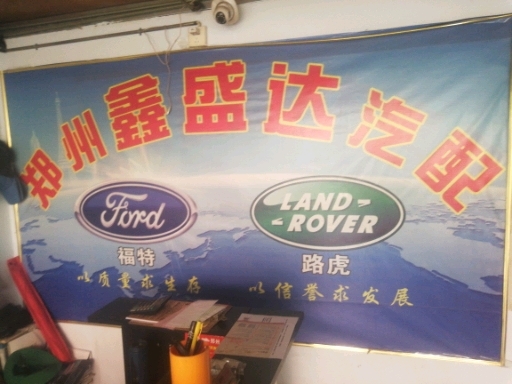 郑州鑫盛达汽配
Ford
LAND-
-ROVER
福特
路虎
以质量求生存
以信誉求发展